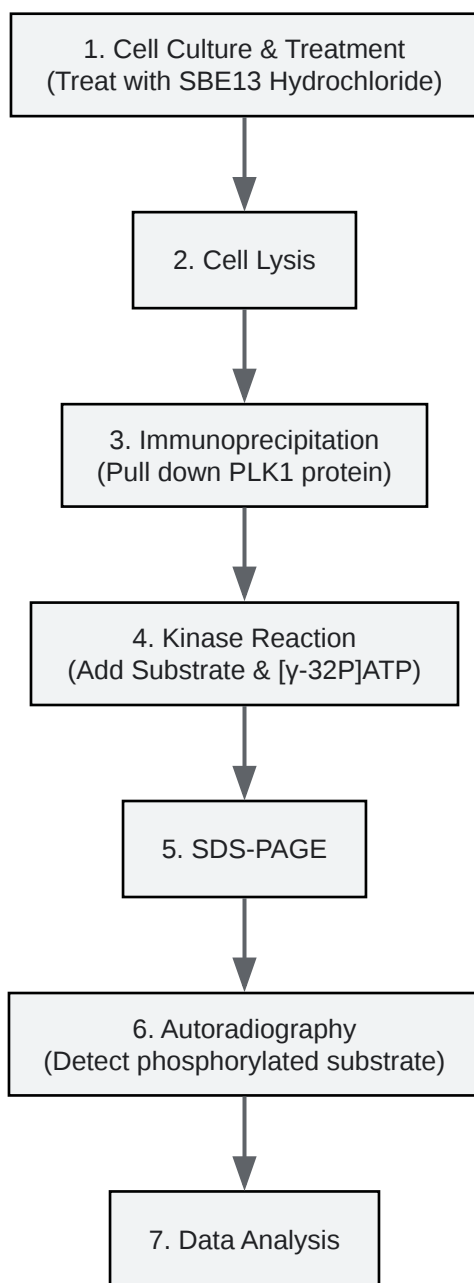 1. Cell Culture & Treatment
(Treat with SBE13 Hydrochloride)
2. Cell Lysis
3. Immunoprecipitation
(Pull down PLK1 protein)
4. Kinase Reaction
(Add Substrate & [γ-32P]ATP)
5. SDS-PAGE
6. Autoradiography
(Detect phosphorylated substrate)
7. Data Analysis